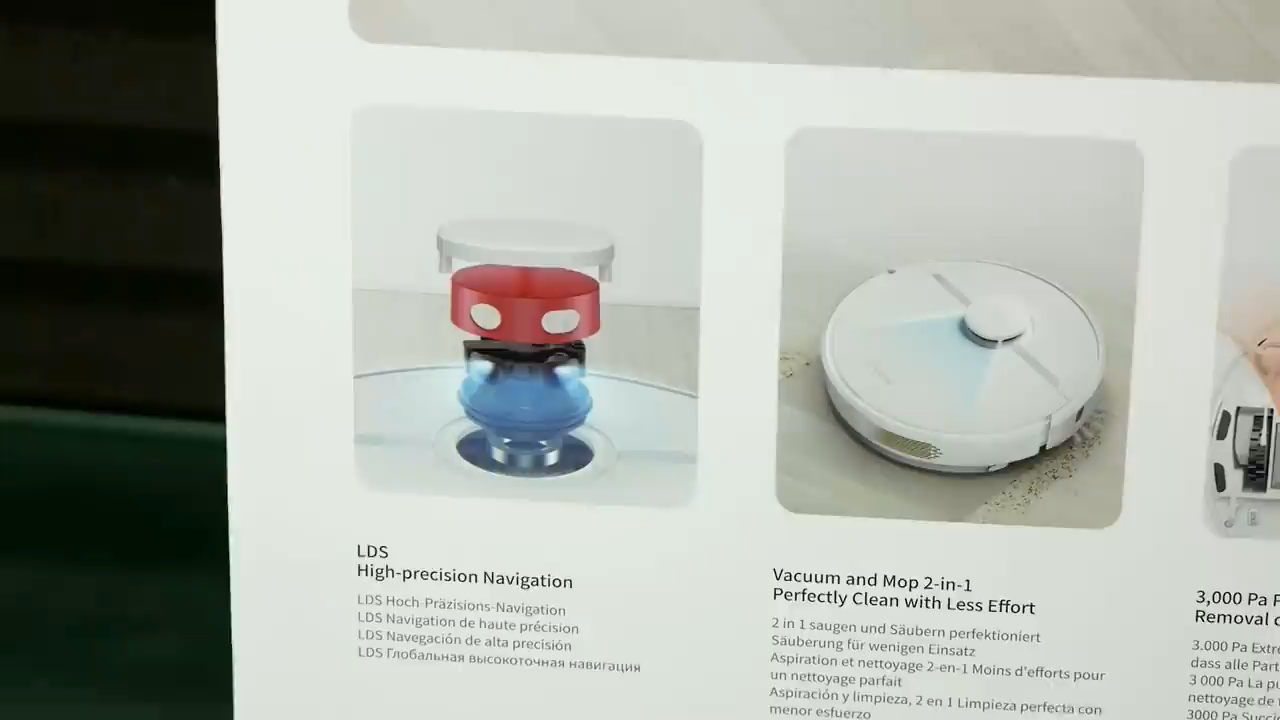 LDS
High-precision Navigation
LDS Hoch-Präzisions-Navigation
LDS Navigation de haute précision
LDS Navegación de alta precisión
LDS Глобальная высокоточная навигация
Vacuum and Mop 2-in-1
Perfectly Clean with Less Effort
2 in 1 saugen und Säubern perfektioniert
Säuberung für wenigen Einsatz
Aspiration et nettoyage 2-en-1 Moins d'efforts pour
un nettoyage parfait
Aspiración y limpieza, 2 en 1 Limpieza perfecta con
menor esfuerzo
3,000 Pa
Removal
3.000 Pa
dass alle
3 000 Pa La
nettoyage de
3000 Pa